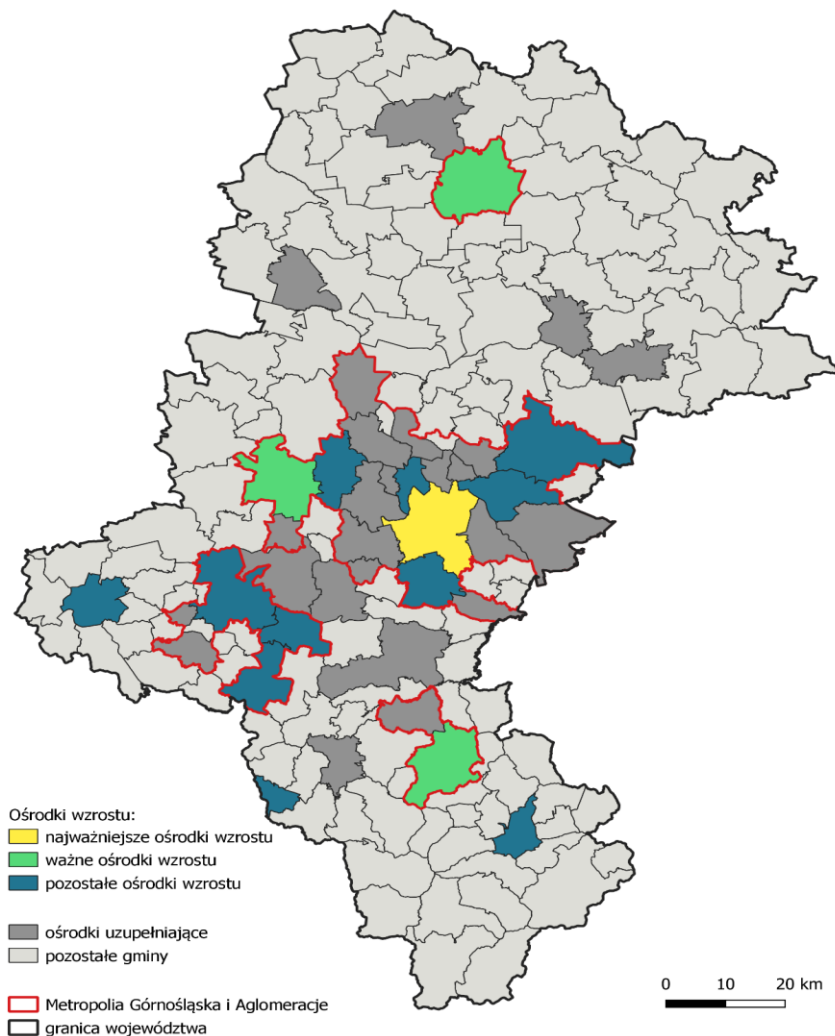 Ośrodki wzrostu:
najważniejsze ośrodki wzrostu
ważne ośrodki wzrostu
pozostałe ośrodki wzrostu
ośrodki uzupełniające
pozostałe gminy
Metropolia Górnośląska i Aglomeracje
granica województwa
0 10 20 km